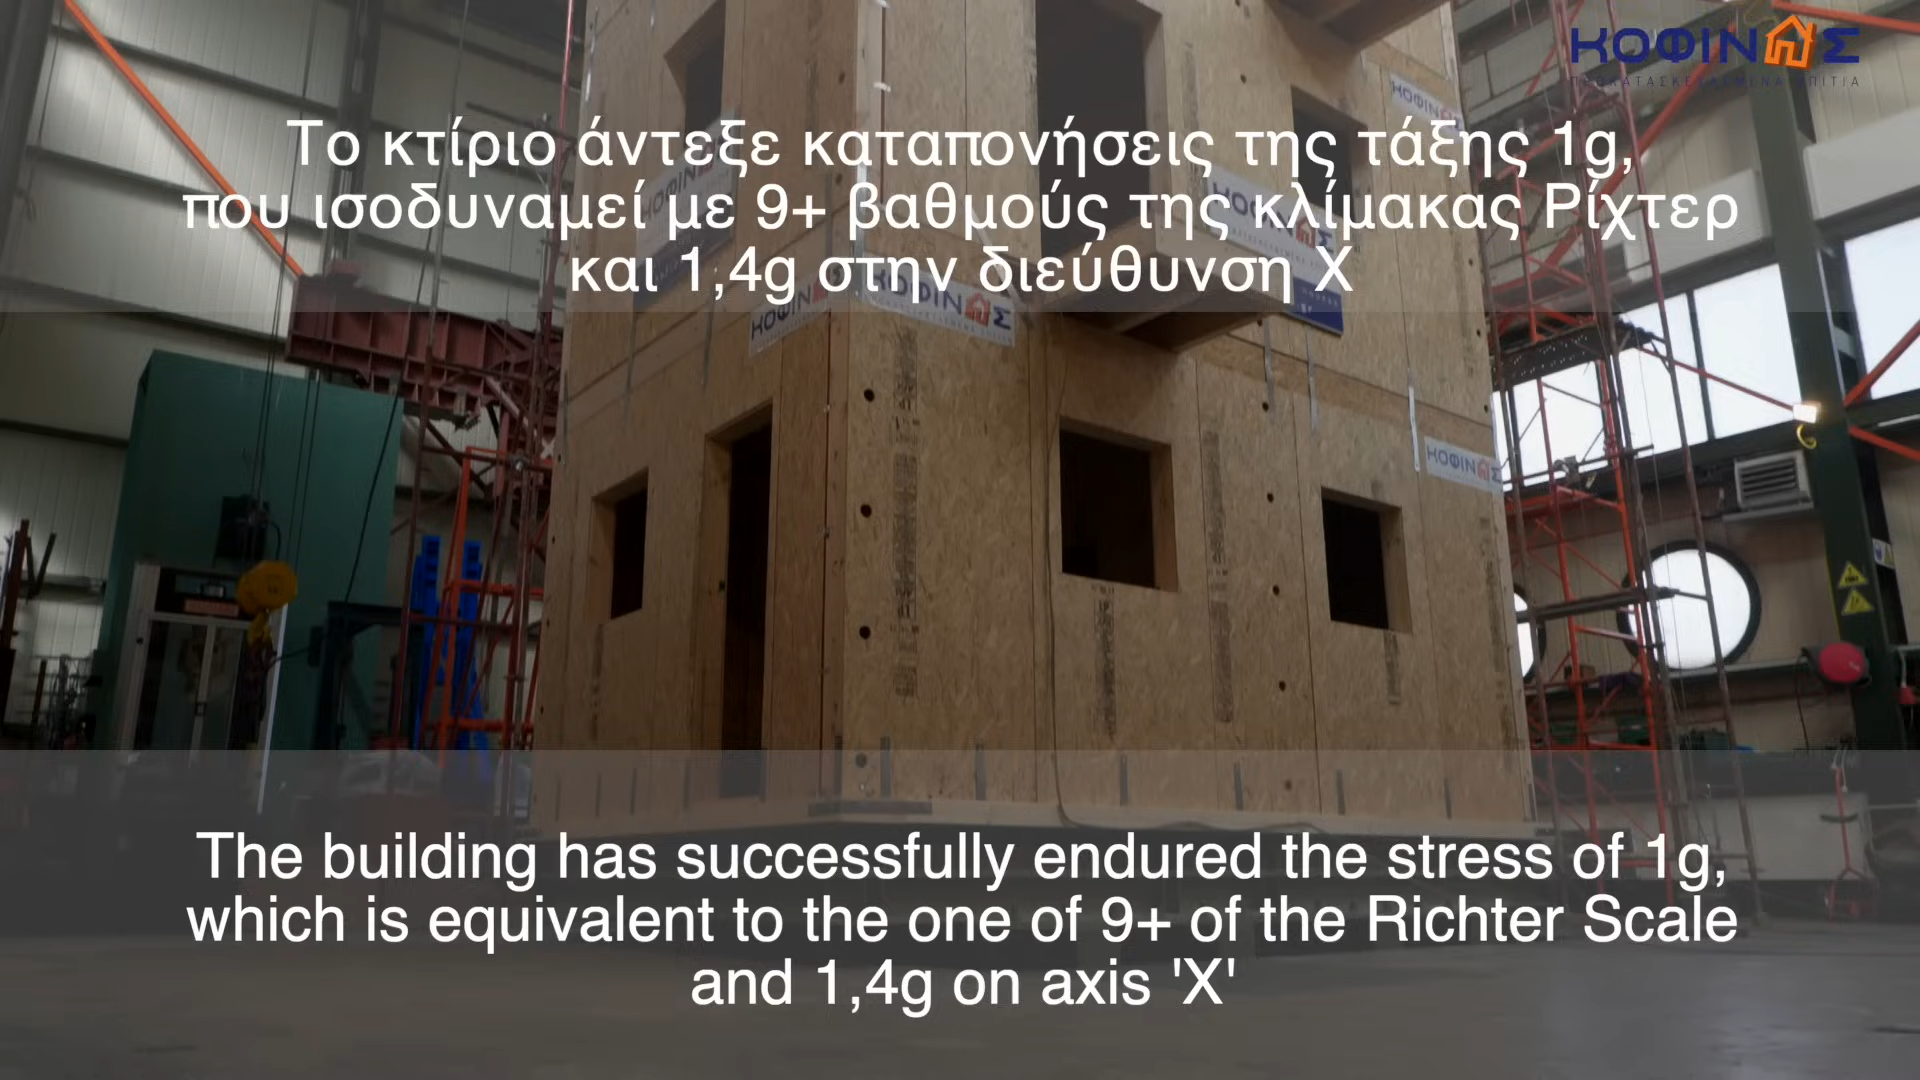 ΚΟΦΙΝΑΣ
ΠΡΟΚΑΤΑΣΚΕΥΑΣΜΕΝΑ ΣΠΙΤΙΑ
Το κτίριο άντεξε καταπονήσεις της τάξης 1g,
που ισοδυναμεί με 9+ βαθμούς της κλίμακας Ρίχτερ
και 1,4g στην διεύθυνση Χ
ΚΟΦΙΝΑΣ
ΚΟΦΙΝΑΣ
The building has successfully endured the stress of 1g,
which is equivalent to the one of 9+ of the Richter Scale
and 1,4g on axis 'X'